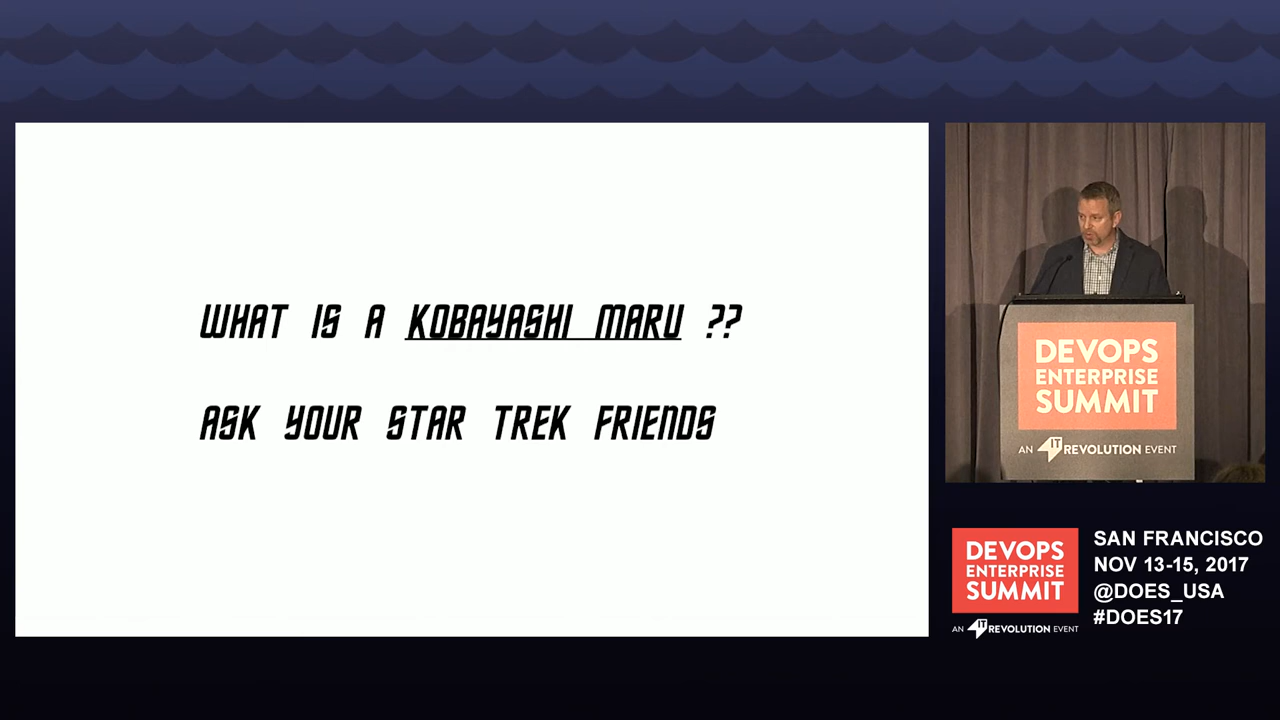 WHAT IS A KOBAYASHI MARU ??
ASK YOUR STAR TREK FRIENDS
DEVOPS
ENTERPRISE
SUMMIT
AN IT REVOLUTION EVENT
DEVOPS
ENTERPRISE
SUMMIT
AN IT REVOLUTION EVENT
SAN FRANCISCO
NOV 13-15, 2017
@DOES_USA
#DOES17